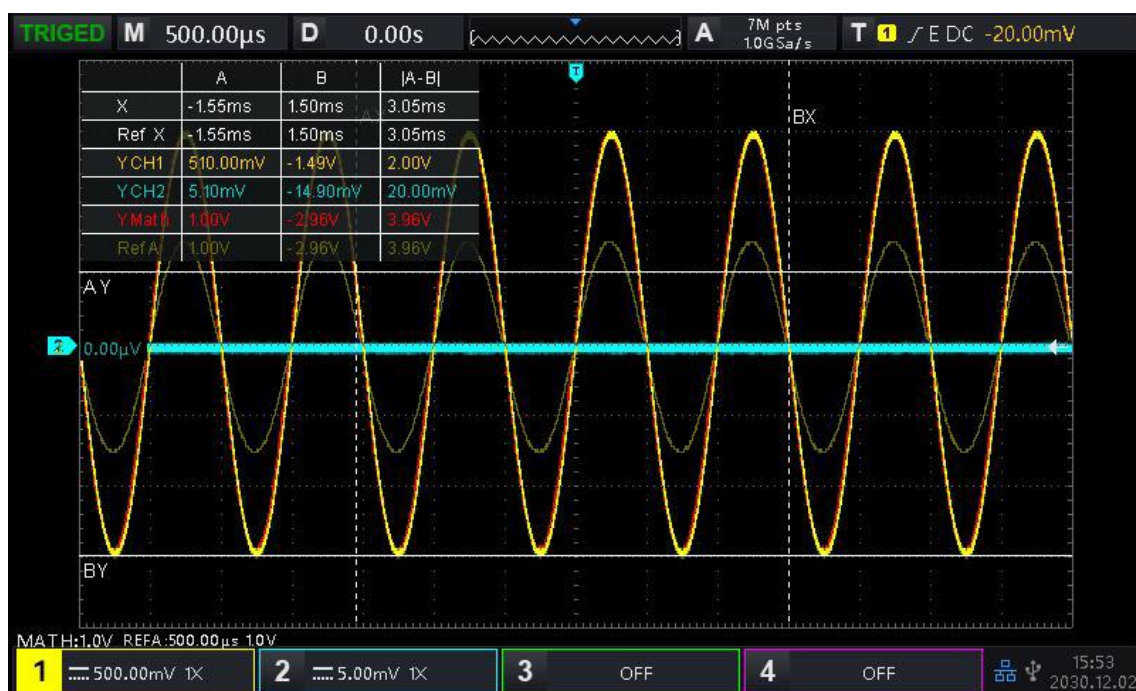 TRIGED M 500.00μs D 0.00s A 7M pts 1.0GSa/s T 1 E DC -20.00mV
T
A B |A-B|
X -1.55ms 1.50ms 3.05ms
BX
Ref X -1.55ms 1.50ms 3.05ms
Y CH1 510.00mV -1.49V 2.00V
Y CH2 5.10mV -14.90mV 20.00mV
Y Math 1.00V -2.96V 3.96V
Ref A 1.00V -2.96V 3.96V
AY
0.00μV
BY
MATH:1.0V REFA:500.00μs 1.0V
1 500.00mV 1X 2 5.00mV 1X 3 OFF 4 OFF 15:53
2030.12.02